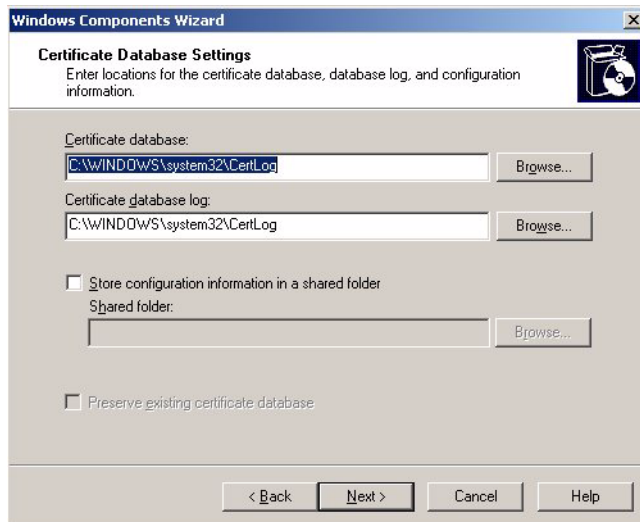 Windows Components Wizard
Certificate Database Settings
Enter locations for the certificate database, database log, and configuration
information.
Certificate database:
C:\WINDOWS\system32\CertLog
Browse...
Certificate database log:
C:\WINDOWS\system32\CertLog
Browse...
Store configuration information in a shared folder
Shared folder:
Browse...
Preserve existing certificate database
< Back
Next >
Cancel
Help